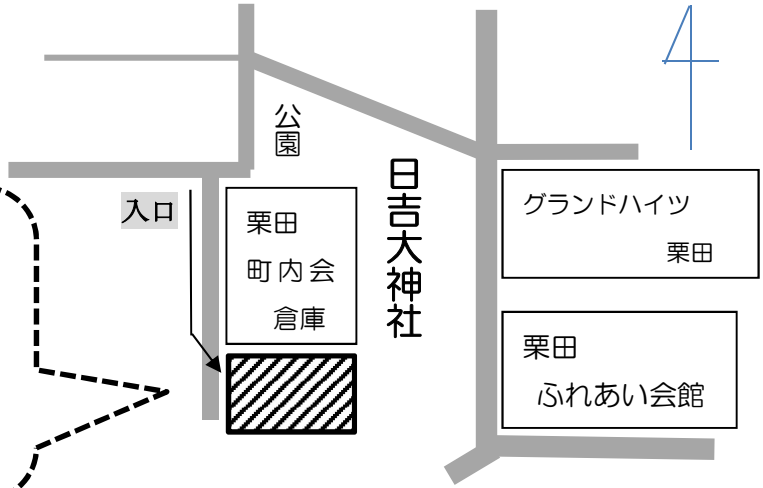 公園
日吉大神社
入口
栗田
町内会
倉庫
グランドハイツ
栗田
栗田
ふれあい会館